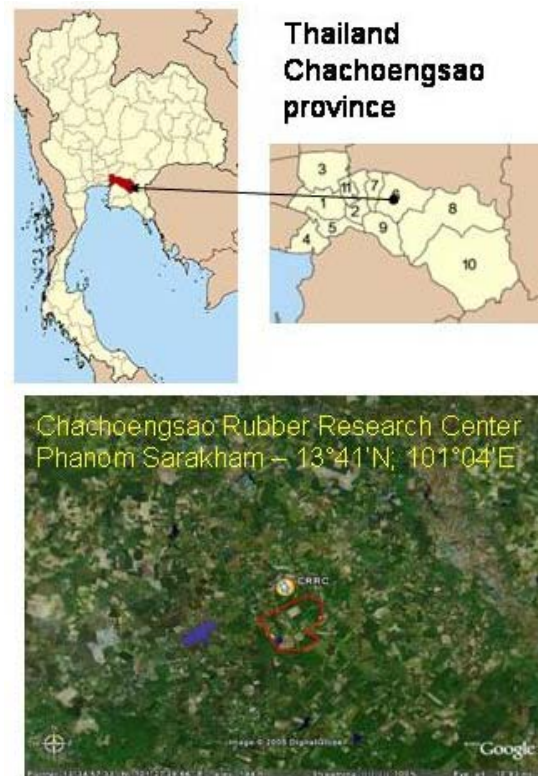 Thailand
Chachoengsao
province
3
11
7
6
1
2
8
5
9
4
10
Chachoengsao Rubber Research Center
Phanom Sarakham – 13°41'N; 101°04'E
CRRC
Image © 2005 DigitalGlobe
Google